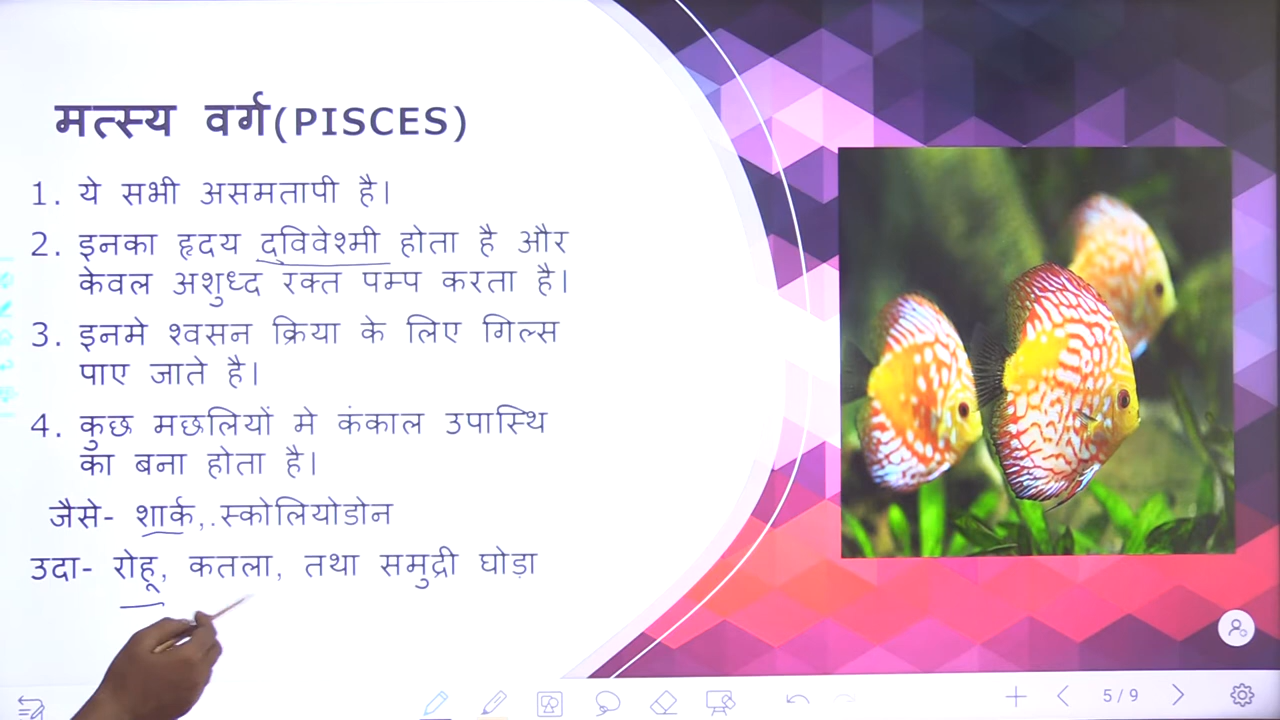 मत्स्य वर्ग(PISCES)
1. ये सभी असमतापी है।
2. इनका हृदय द्विवेश्मी होता है और
केवल अशुध्द रक्त पम्प करता है।
3. इनमे श्वसन क्रिया के लिए गिल्स
पाए जाते है।
4. कुछ मछलियों मे कंकाल उपास्थि
का बना होता है।
जैसे- शार्क,.स्कोलियोडोन
उदा- रोहू, कतला, तथा समुद्री घोड़ा
5/9